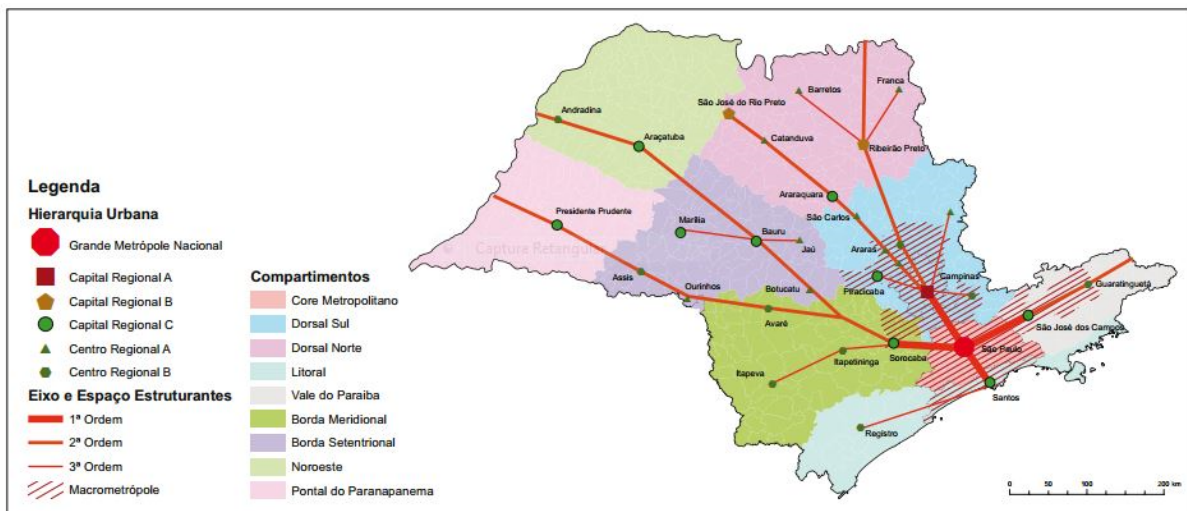 Legenda
Hierarquia Urbana
Grande Metrópole Nacional
Capital Regional A
Capital Regional B
Capital Regional C
Centro Regional A
Centro Regional B
Eixo e Espaço Estruturantes
1ª Ordem
2ª Ordem
3ª Ordem
Macrometrópole
Compartimentos
Core Metropolitano
Dorsal Sul
Dorsal Norte
Litoral
Vale do Paraiba
Borda Meridional
Borda Setentrional
Noroeste
Pontal do Paranapanema
Franca
Barretos
São José do Rio Preto
Andradina
Araçatuba
Catanduva
Ribeirão Preto
Araraquara
Presidente Prudente
São Carlos
Marília
Bauru
Captura Retangular
Jaú
Araras
Assis
Campinas
Ourinhos
Botucatu
Piracicaba
Guaratinguetá
Avaré
São José dos Campos
Sorocaba
São Paulo
Itapetininga
Itapeva
Santos
Registro
0 50 100 200 km